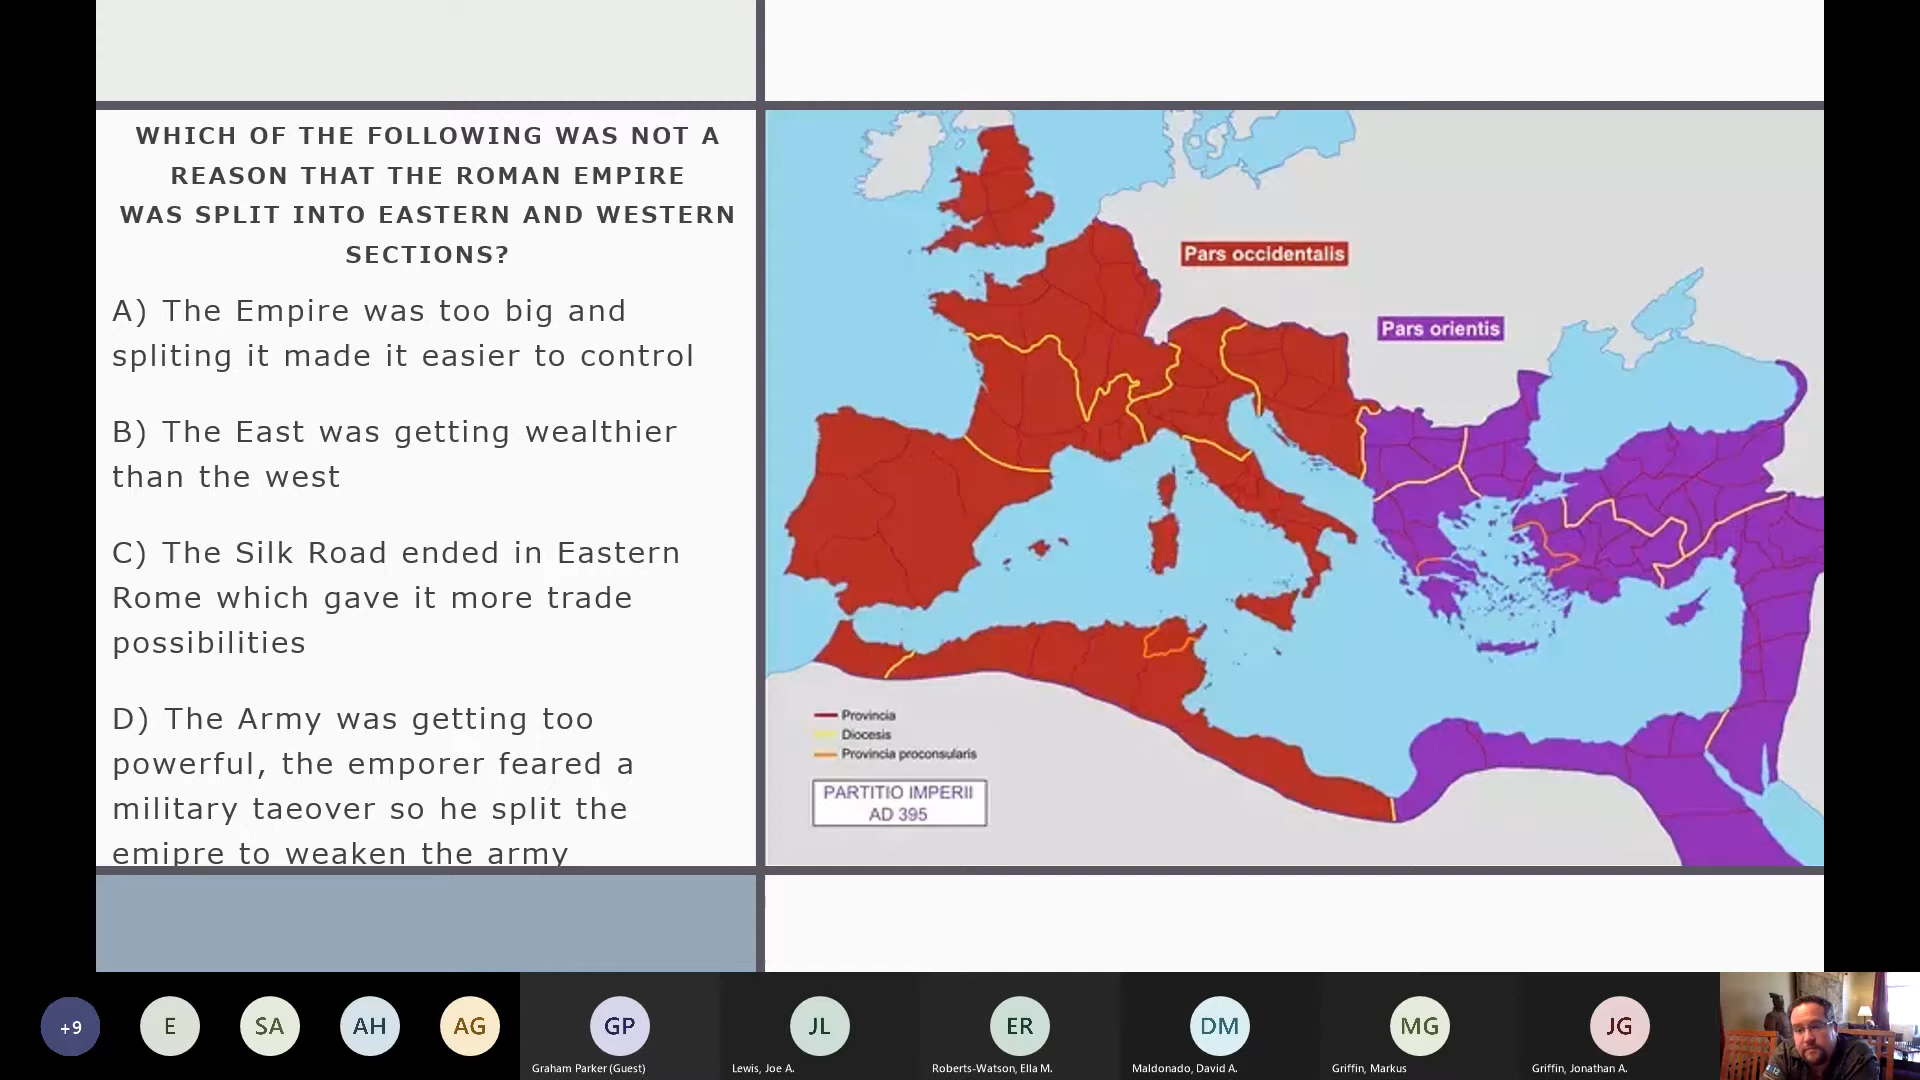 WHICH OF THE FOLLOWING WAS NOT A
REASON THAT THE ROMAN EMPIRE
WAS SPLIT INTO EASTERN AND WESTERN
SECTIONS?
A) The Empire was too big and
spliting it made it easier to control
B) The East was getting wealthier
than the west
C) The Silk Road ended in Eastern
Rome which gave it more trade
possibilities
D) The Army was getting too
powerful, the emporer feared a
military taeover so he split the
emipre to weaken the army
Pars occidentalis
Pars orientis
Provincia
Diocesis
Provincia proconsularis
PARTITIO IMPERII
AD 395
+9
E
SA
AH
AG
GP
JL
ER
DM
MG
JG
Graham Parker (Guest)
Lewis, Joe A.
Roberts-Watson, Ella M.
Maldonado, David A.
Griffin, Markus
Griffin, Jonathan A.